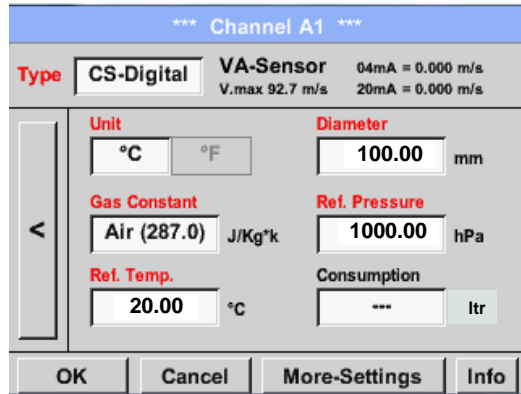 *** Channel A1 ***
Type CS-Digital VA-Sensor 04mA = 0.000 m/s
V.max 92.7 m/s 20mA = 0.000 m/s
Unit Diameter
°C °F 100.00 mm
Gas Constant Ref. Pressure
< Air (287.0) J/Kg*k 1000.00 hPa
Ref. Temp. Consumption
20.00 °C --- ltr
OK Cancel More-Settings Info